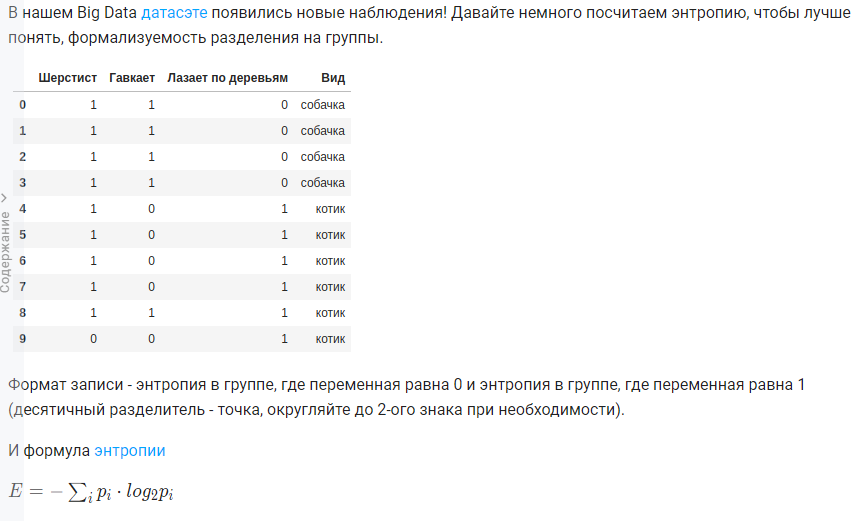 В нашем Big Data датасэте появились новые наблюдения! Давайте немного посчитаем энтропию, чтобы лучше
понять, формализуемость разделения на группы.
Шерстист Гавкает Лазает по деревьям Вид
0 1 1 0 собачка
1 1 1 0 собачка
2 1 1 0 собачка
3 1 1 0 собачка
4 1 0 1 котик
5 1 0 1 котик
6 1 0 1 котик
7 1 0 1 котик
8 1 1 1 котик
9 0 0 1 котик
Содержание
Формат записи - энтропия в группе, где переменная равна 0 и энтропия в группе, где переменная равна 1
(десятичный разделитель - точка, округляйте до 2-ого знака при необходимости).
И формула энтропии
E = − ∑ᵢ pᵢ · log₂pᵢ